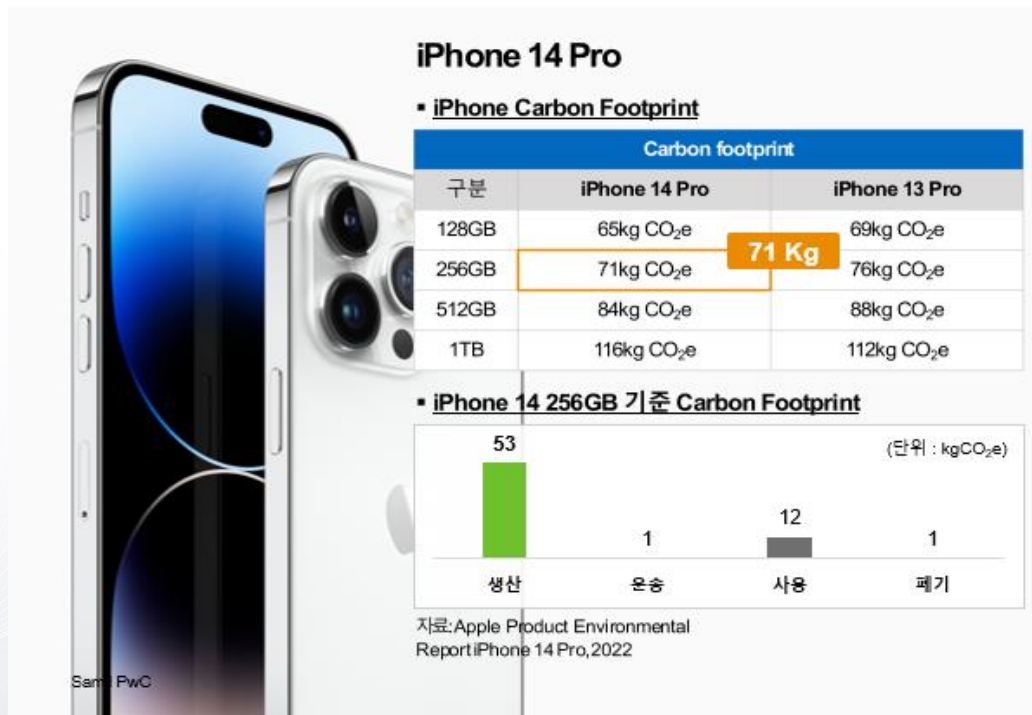 iPhone 14 Pro
▪ iPhone Carbon Footprint
Carbon footprint
구분 iPhone 14 Pro iPhone 13 Pro
128GB 65kg CO₂e 69kg CO₂e
71 Kg
256GB 71kg CO₂e 76kg CO₂e
512GB 84kg CO₂e 88kg CO₂e
1TB 116kg CO₂e 112kg CO₂e
▪ iPhone 14 256GB 기준 Carbon Footprint
(단위 : kgCO₂e)
53 1 12 1
생산 운송 사용 폐기
자료:Apple Product Environmental
Report iPhone 14 Pro,2022
Samil PwC